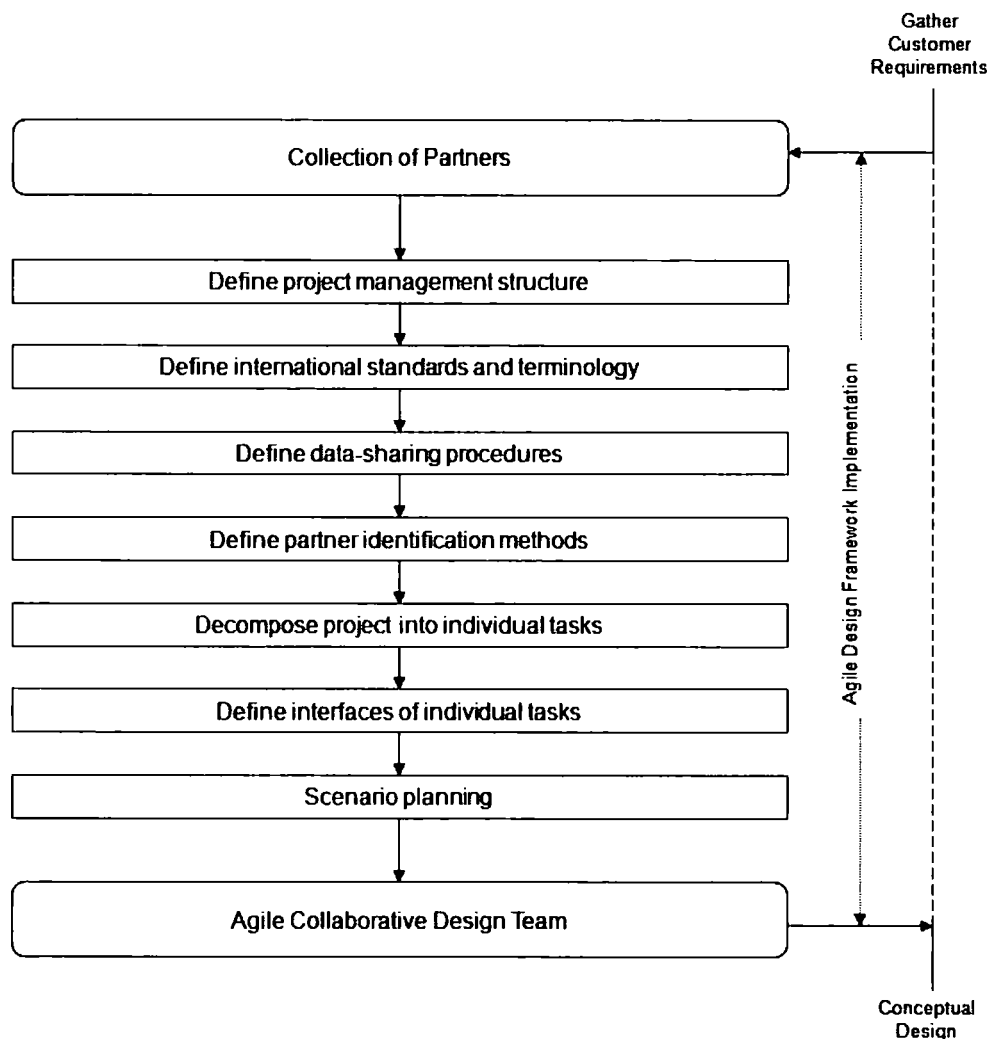 Gather
Customer
Requirements
Collection of Partners
Define project management structure
Define international standards and terminology
Define data-sharing procedures
Define partner identification methods
Decompose project into individual tasks
Define interfaces of individual tasks
Scenario planning
Agile Collaborative Design Team
Agile Design Framework Implementation
Conceptual
Design